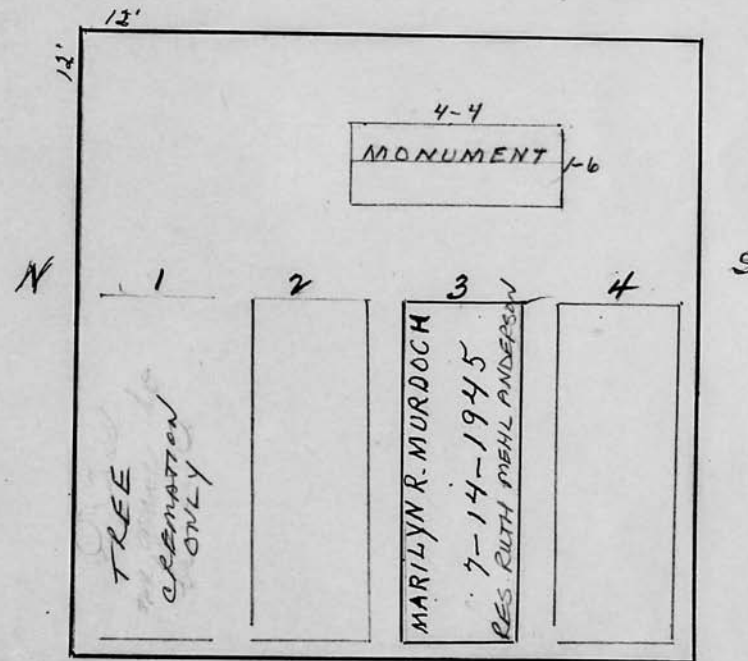 12'
12'
4-4
MONUMENT
1-6
N
S
1
2
3
4
TREE
CREMATION
ONLY
MARILYN R. MURDOCH
7-14-1945
RES. RUTH MEHL ANDERSON